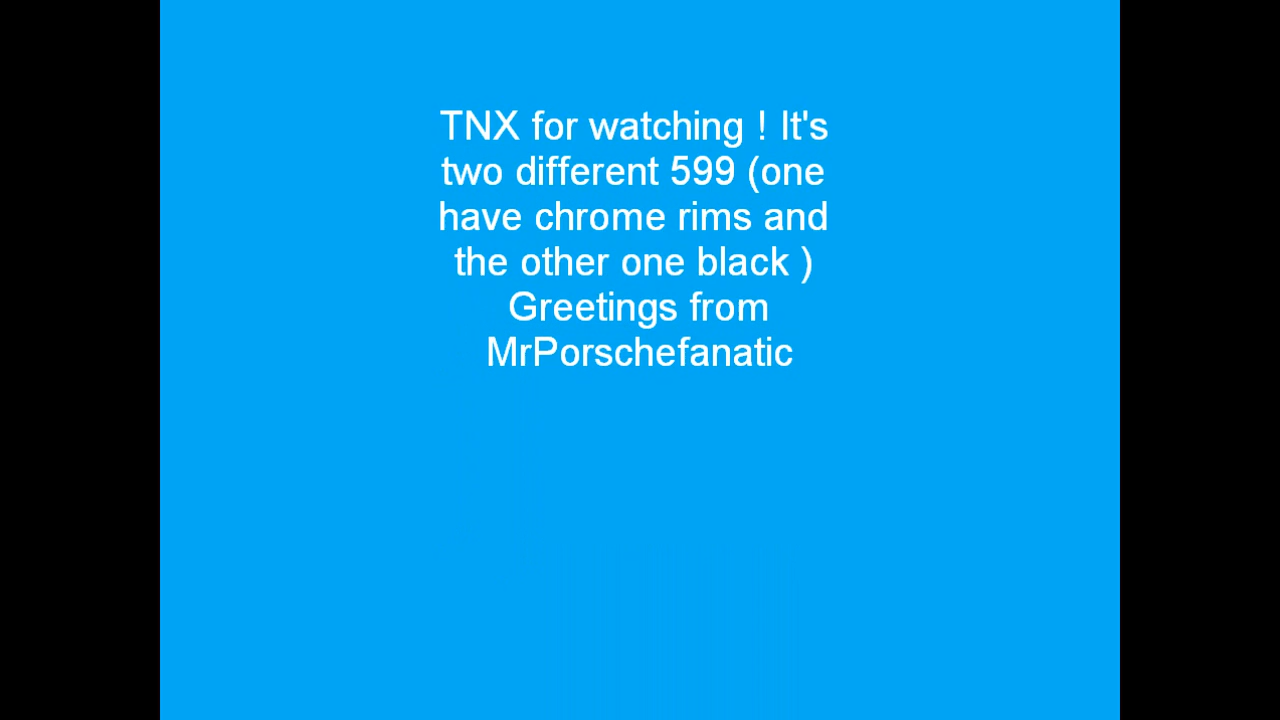 TNX for watching ! It's
two different 599 (one
have chrome rims and
the other one black )
Greetings from
MrPorschefanatic